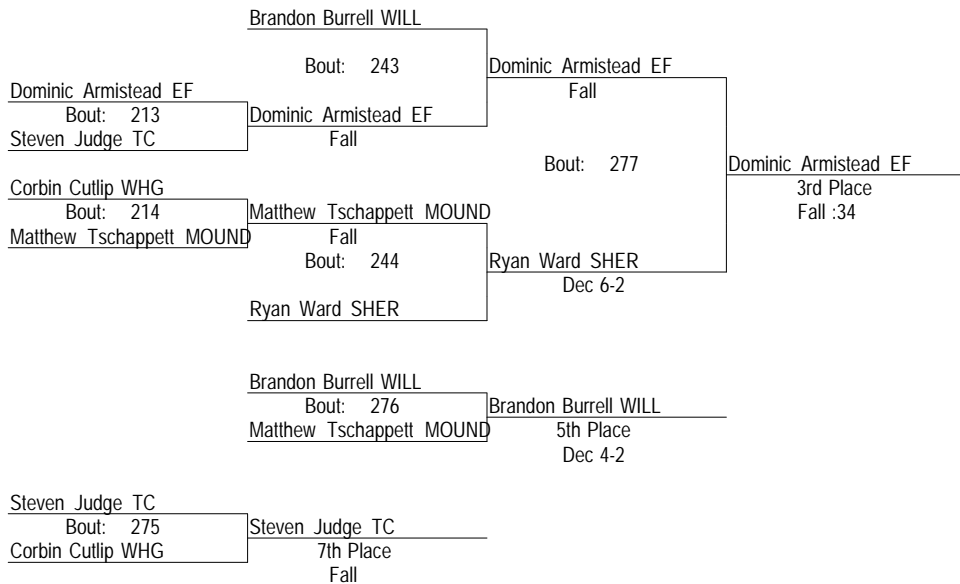 Brandon Burrell WILL
Bout: 243
Dominic Armistead EF
Dominic Armistead EF
Fall
Bout: 213
Dominic Armistead EF
Steven Judge TC
Fall
Bout: 277
Dominic Armistead EF
Corbin Cutlip WHG
3rd Place
Bout: 214
Matthew Tschappett MOUND
Fall :34
Matthew Tschappett MOUND
Fall
Bout: 244
Ryan Ward SHER
Dec 6-2
Ryan Ward SHER
Brandon Burrell WILL
Bout: 276
Brandon Burrell WILL
Matthew Tschappett MOUND
5th Place
Dec 4-2
Steven Judge TC
Bout: 275
Steven Judge TC
Corbin Cutlip WHG
7th Place
Fall